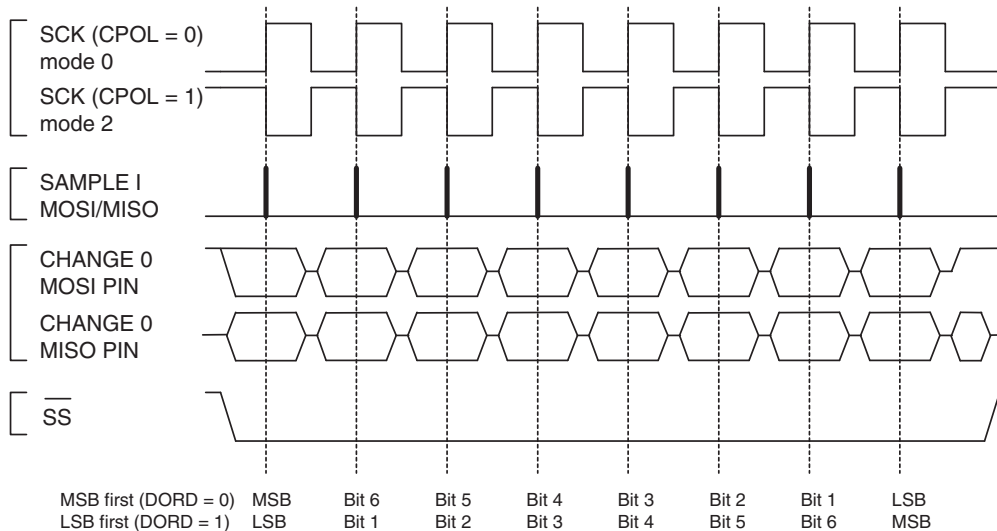 SCK (CPOL = 0)
mode 0
SCK (CPOL = 1)
mode 2
SAMPLE I
MOSI/MISO
CHANGE 0
MOSI PIN
CHANGE 0
MISO PIN
SS
MSB first (DORD = 0) MSB Bit 6 Bit 5 Bit 4 Bit 3 Bit 2 Bit 1 LSB
LSB first (DORD = 1) LSB Bit 1 Bit 2 Bit 3 Bit 4 Bit 5 Bit 6 MSB